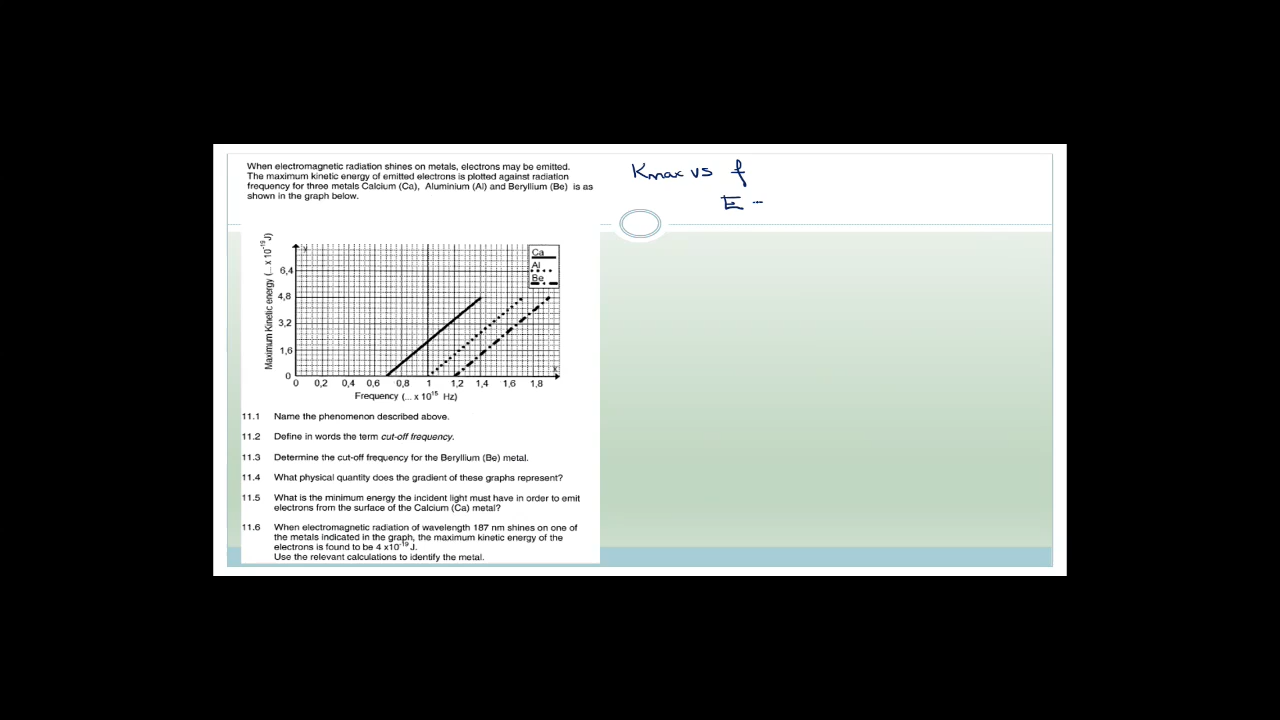 When electromagnetic radiation shines on metals, electrons may be emitted.
The maximum kinetic energy of emitted electrons is plotted against radiation
frequency for three metals Calcium (Ca), Aluminium (Al) and Beryllium (Be) is as
shown in the graph below.
Kmax vs f
E =
Maximum Kinetic energy (... x 10⁻¹⁹ J)
y
Ca
Al
Be
6,4
4,8
3,2
1,6
0
x
0 0,2 0,4 0,6 0,8 1 1,2 1,4 1,6 1,8
Frequency (... x 10¹⁵ Hz)
11.1 Name the phenomenon described above.
11.2 Define in words the term cut-off frequency.
11.3 Determine the cut-off frequency for the Beryllium (Be) metal.
11.4 What physical quantity does the gradient of these graphs represent?
11.5 What is the minimum energy the incident light must have in order to emit
electrons from the surface of the Calcium (Ca) metal?
11.6 When electromagnetic radiation of wavelength 187 nm shines on one of
the metals indicated in the graph, the maximum kinetic energy of the
electrons is found to be 4 x10⁻¹⁹ J.
Use the relevant calculations to identify the metal.